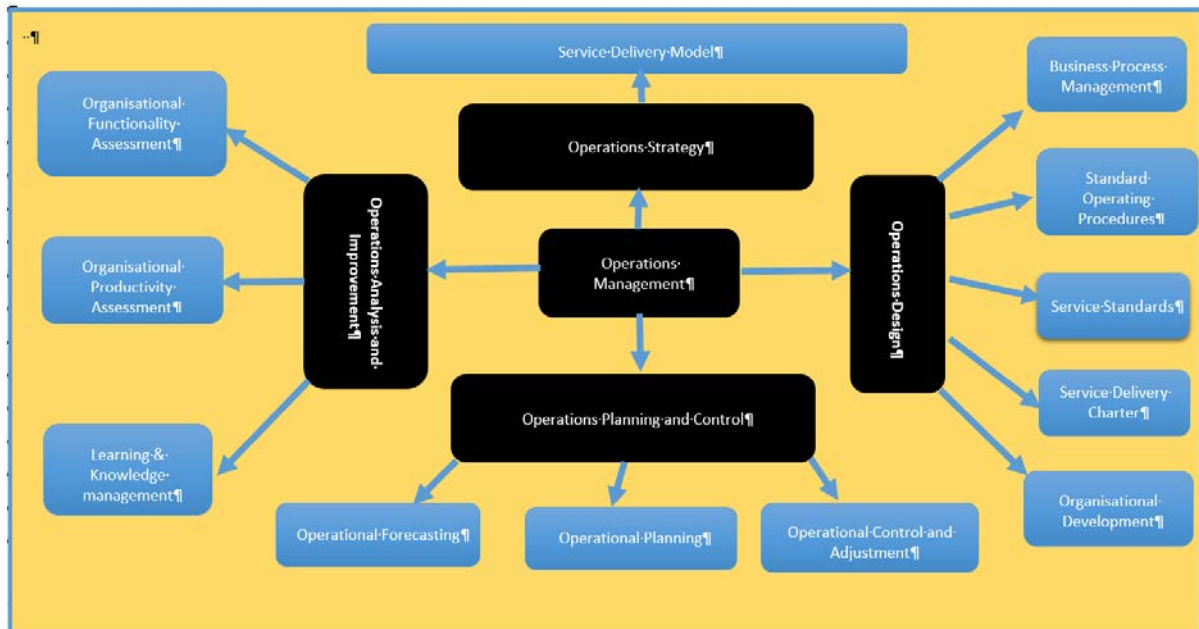 ··¶
Service·Delivery·Model¶
Business·Process·
Management¶
Organisational·
Functionality·
Assessment¶
Operations·Strategy¶
Standard·
Operating·
Procedures¶
Operations·Analysis·and·
Improvement¶
Operations·
Management¶
Operations·Design¶
Organisational·
Productivity·
Assessment¶
Service·Standards¶
Service·Delivery·
Charter¶
Operations·Planning·and·Control¶
Learning·&·
Knowledge·
management¶
Organisational·
Development¶
Operational·Forecasting¶
Operational·Planning¶
Operational·Control·and·
Adjustment¶